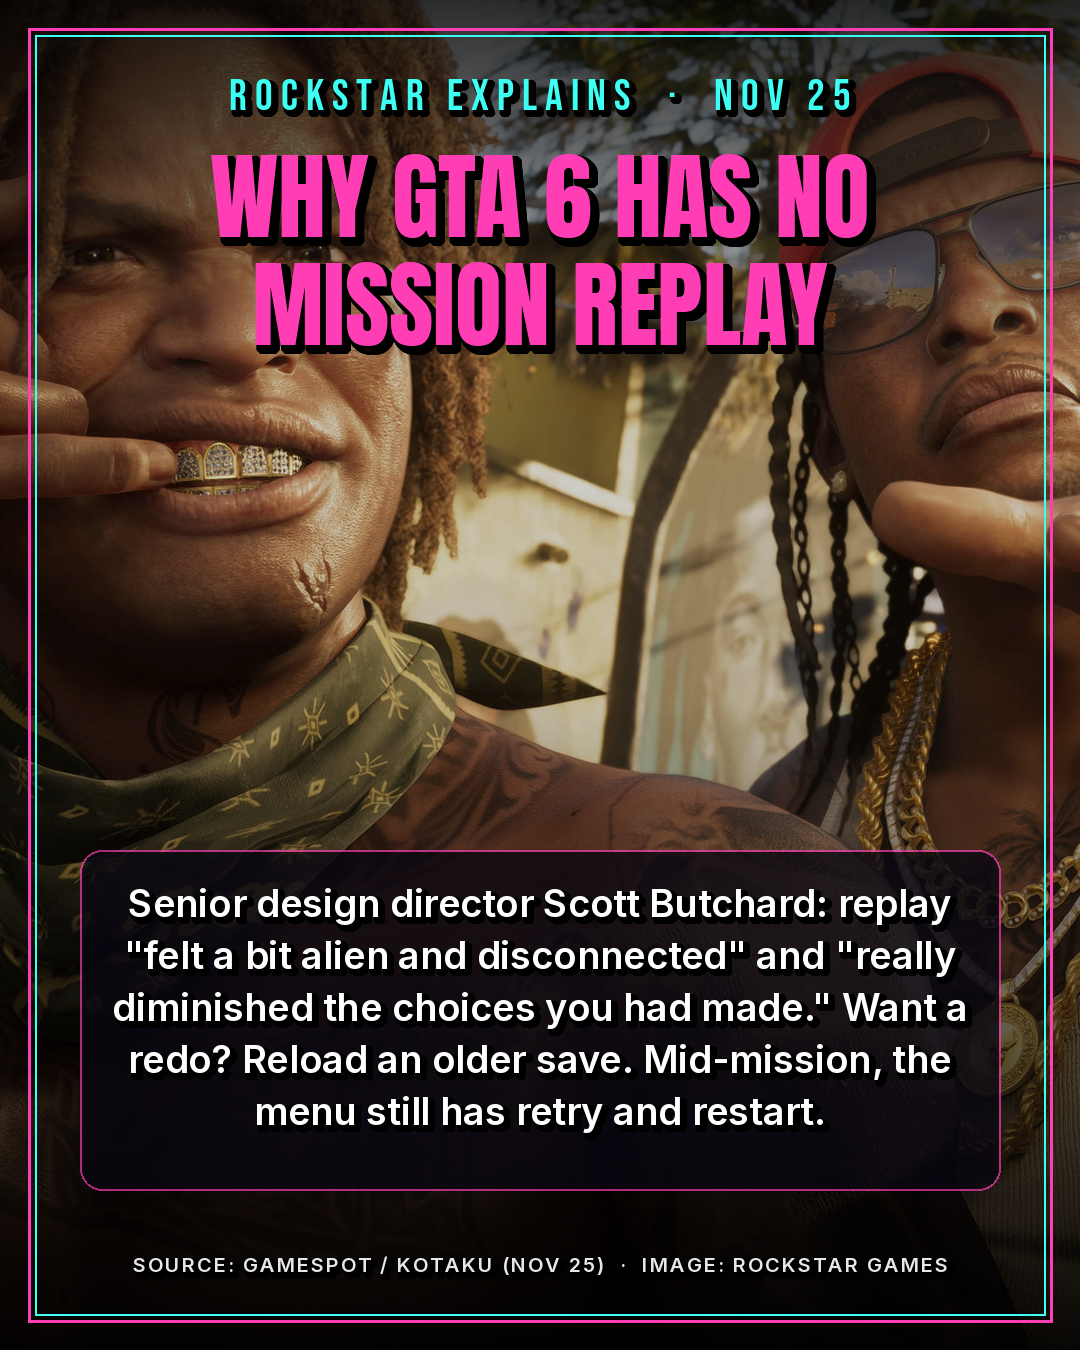 ROCKSTAR EXPLAINS · NOV 25
WHY GTA 6 HAS NO
MISSION REPLAY
Senior design director Scott Butchard: replay
"felt a bit alien and disconnected" and "really
diminished the choices you had made." Want a
redo? Reload an older save. Mid-mission, the
menu still has retry and restart.
SOURCE: GAMESPOT / KOTAKU (NOV 25) · IMAGE: ROCKSTAR GAMES